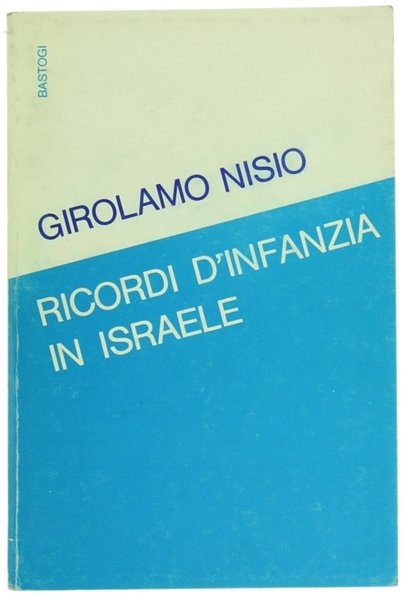 BASTOGI
GIROLAMO NISIO
RICORDI D'INFANZIA
IN ISRAELE